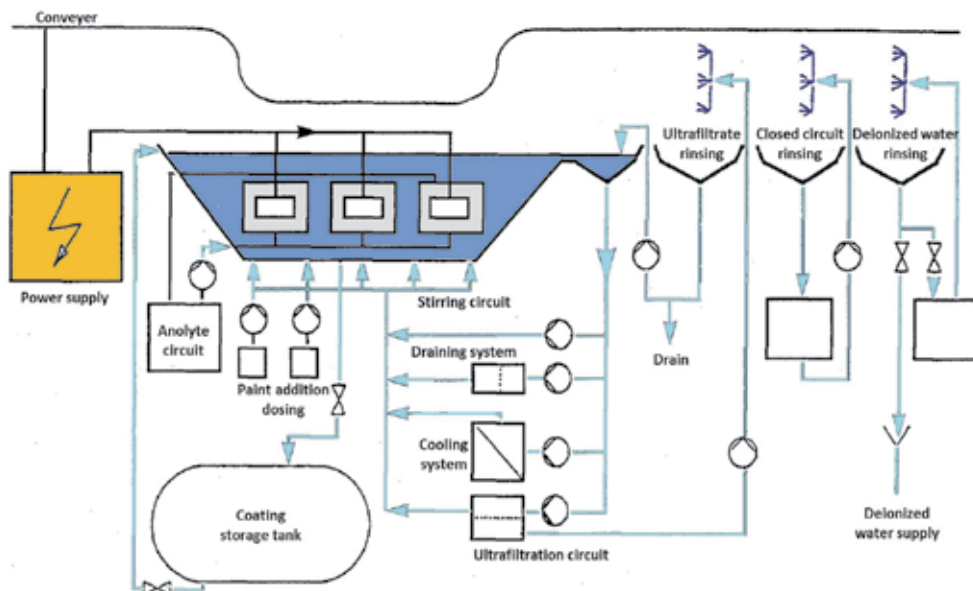 Conveyer
Ultrafiltrate
rinsing
Closed circuit
rinsing
Deionized water
rinsing
Power supply
Anolyte
circuit
Stirring circuit
Draining system
Drain
Paint addition
dosing
Cooling
system
Coating
storage tank
Ultrafiltration circuit
Deionized
water supply